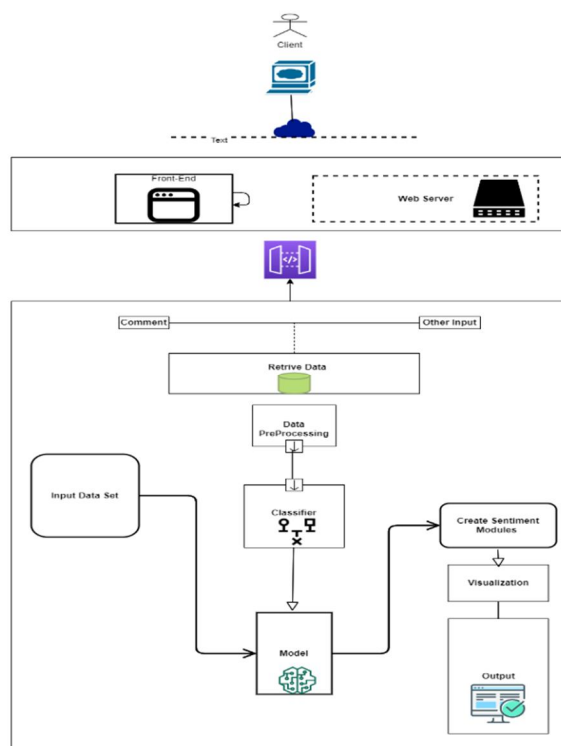 Client
Text
Front-End
Web Server
</>
Comment
Other Input
Retrive Data
Data
PreProcessing
Input Data Set
Classifier
Create Sentiment
Modules
Visualization
Model
Output